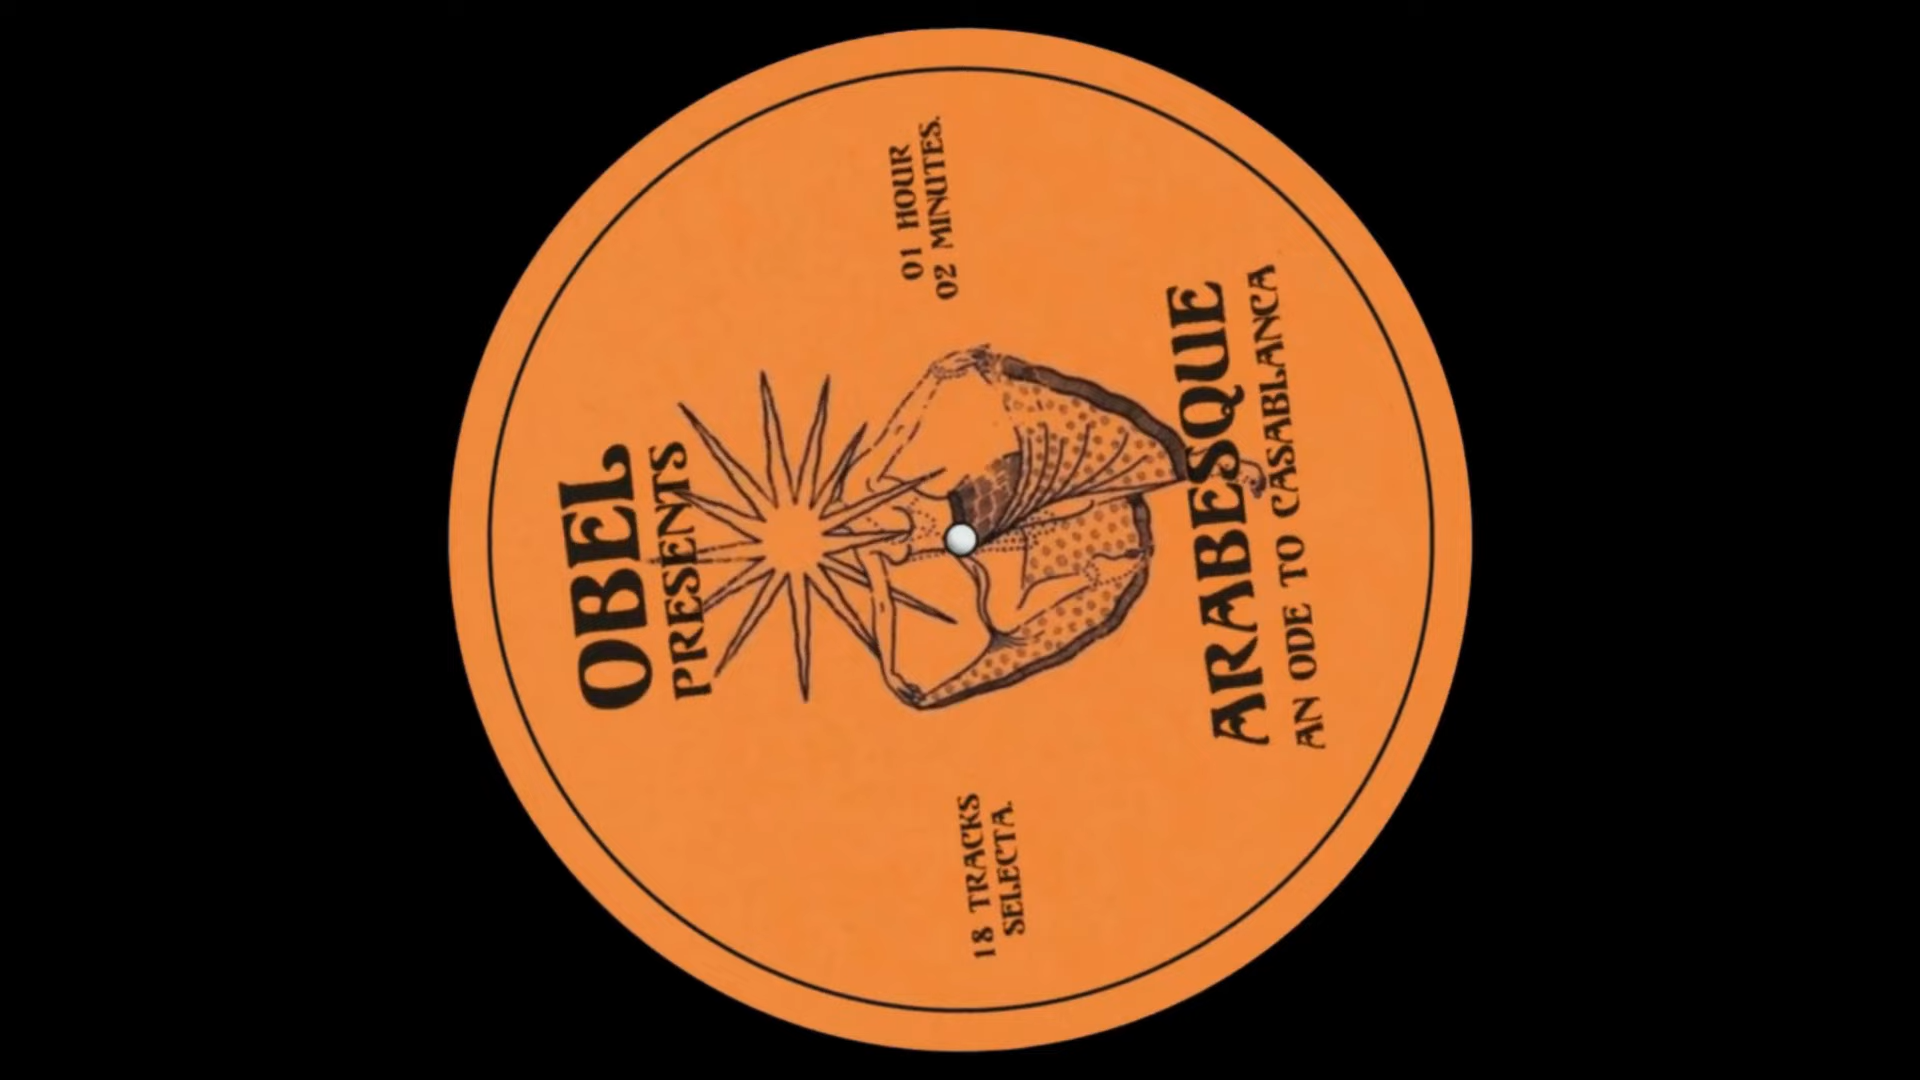 OBEL
PRESENTS
18 TRACKS
SELECTA.
01 HOUR
02 MINUTES.
ARABESQUE
AN ODE TO CASABLANCA